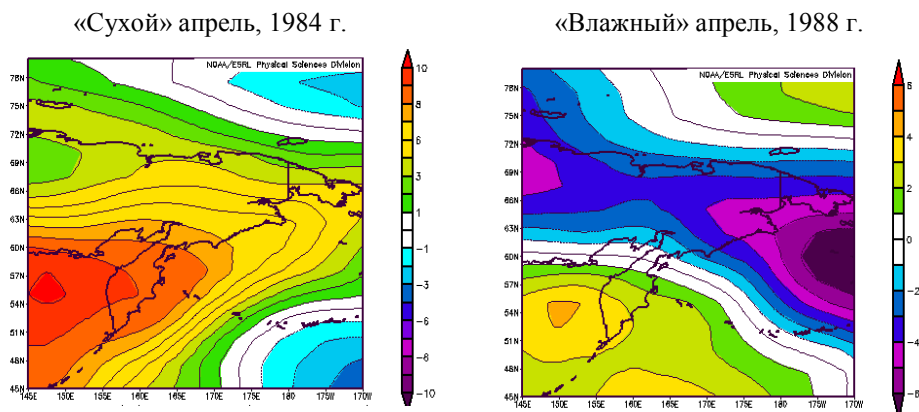 «Сухой» апрель, 1984 г.
«Влажный» апрель, 1988 г.
NOAA/ESRL Physical Sciences Division
78N
75N
72N
69N
66N
63N
60N
57N
54N
51N
48N
45N
145E 150E 155E 160E 165E 170E 175E 180 175W 170W
10
8
6
5
3
1
-1
-3
-5
-6
-8
-10
NOAA/ESRL Physical Sciences Division
78N
75N
72N
69N
66N
63N
60N
57N
54N
51N
48N
45N
145E 150E 155E 160E 165E 170E 175E 180 175W 170W
6
4
2
0
-2
-4
-6